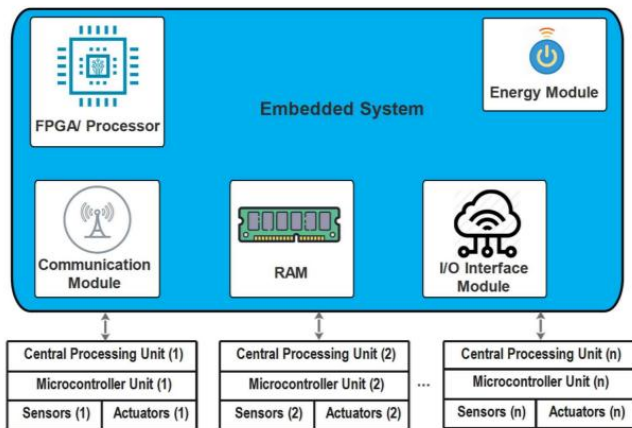 FPGA/ Processor
Energy Module
Embedded System
Communication
Module
RAM
I/O Interface
Module
Central Processing Unit (1)
Microcontroller Unit (1)
Sensors (1)
Actuators (1)
Central Processing Unit (2)
Microcontroller Unit (2)
Sensors (2)
Actuators (2)
...
Central Processing Unit (n)
Microcontroller Unit (n)
Sensors (n)
Actuators (n)